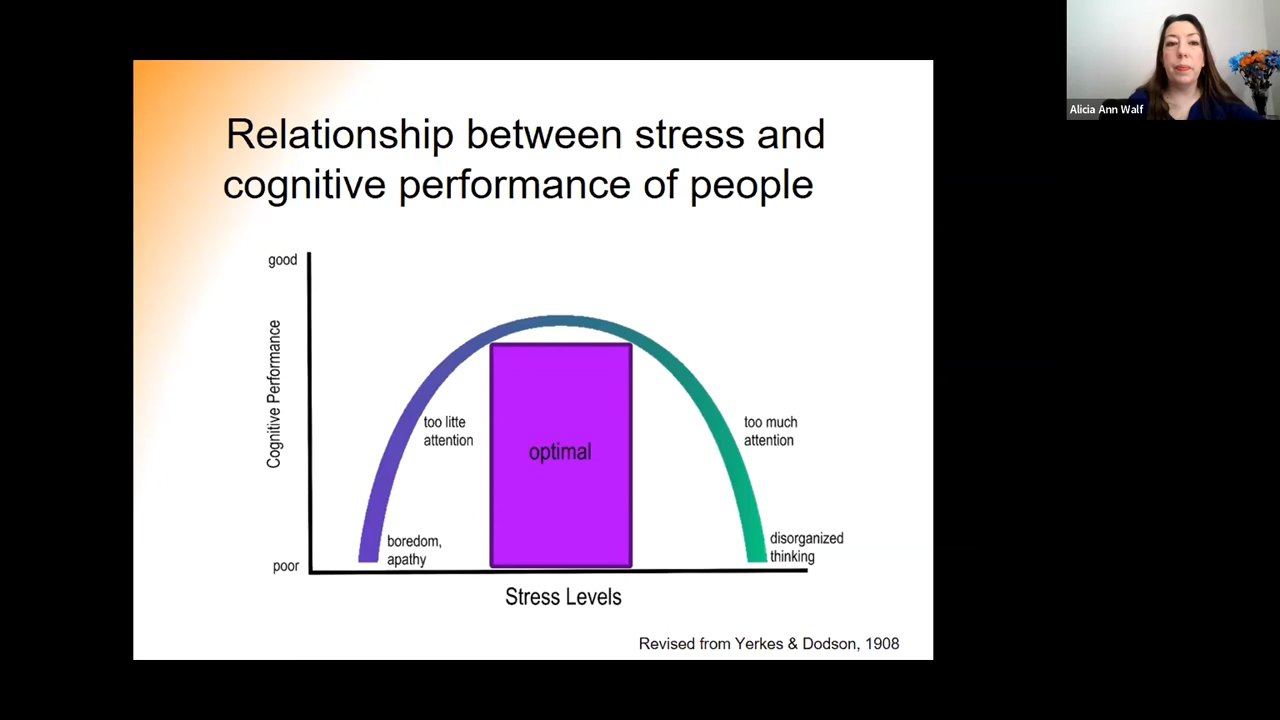 Alicia Ann Walf
Relationship between stress and
cognitive performance of people
good
Cognitive Performance
too litte
attention
optimal
too much
attention
boredom,
apathy
disorganized
thinking
poor
Stress Levels
Revised from Yerkes & Dodson, 1908